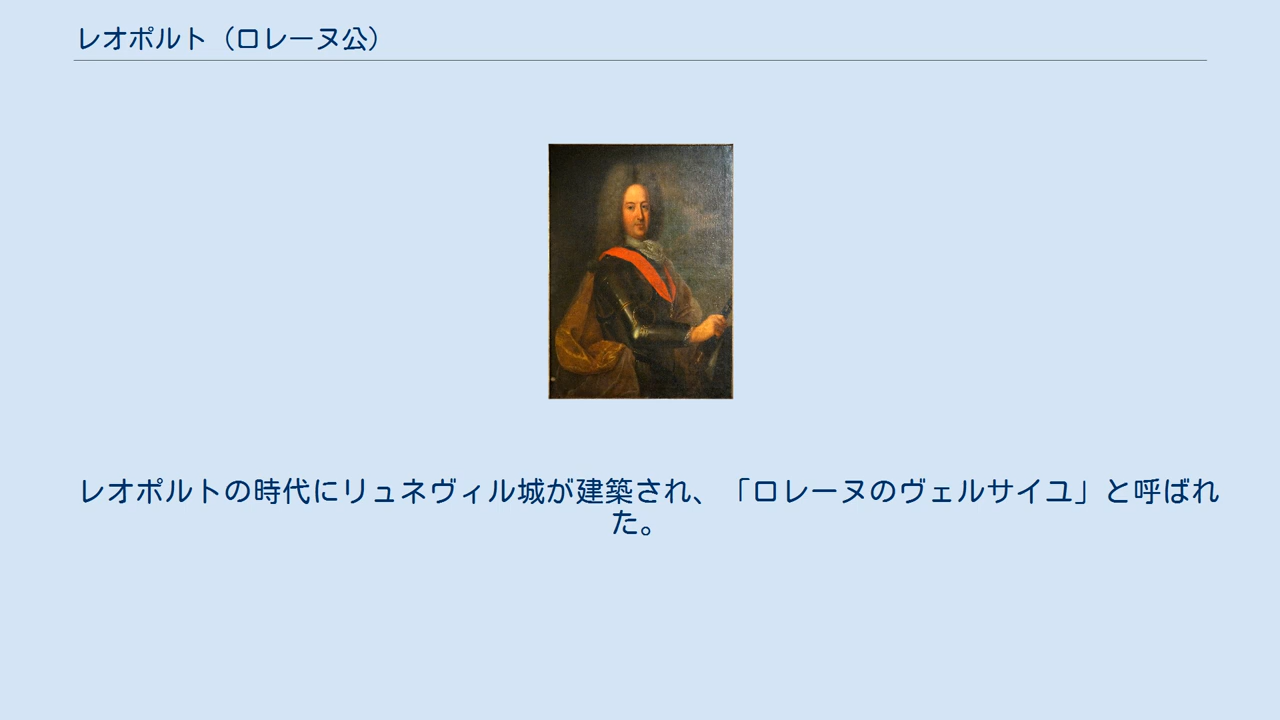 レオポルト（ロレーヌ公）
レオポルトの時代にリュネヴィル城が建築され、「ロレーヌのヴェルサイユ」と呼ばれ
た。